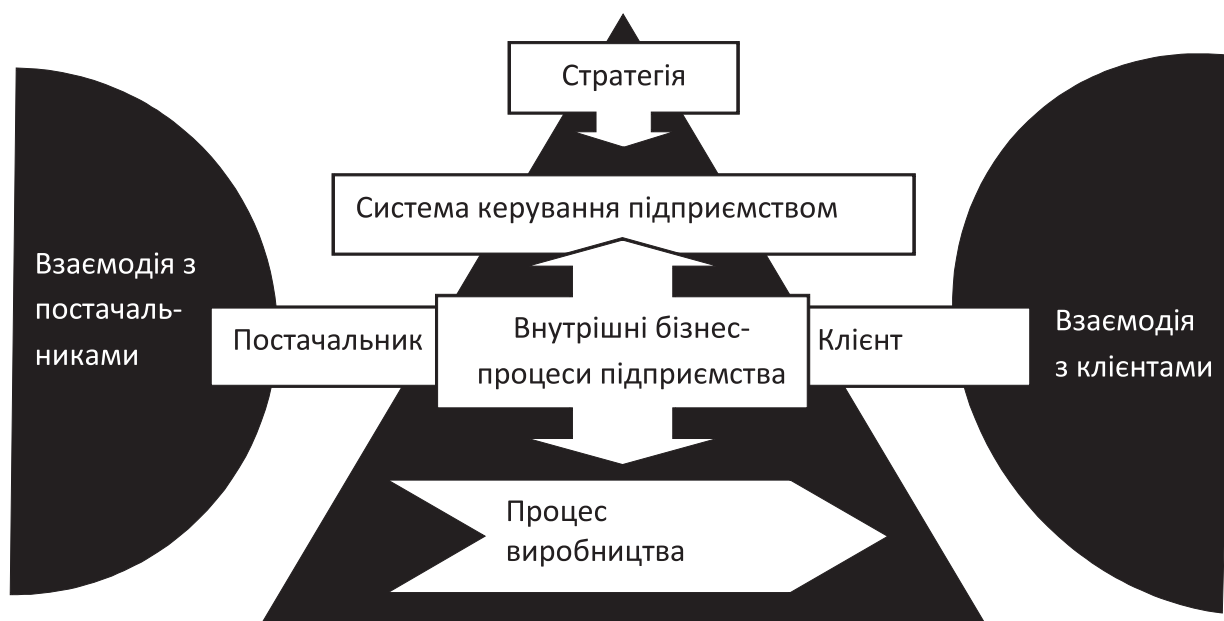 Стратегія
Система керування підприємством
Взаємодія з
постачаль-
никами
Постачальник
Внутрішні бізнес-
процеси підприємства
Клієнт
Взаємодія
з клієнтами
Процес
виробництва